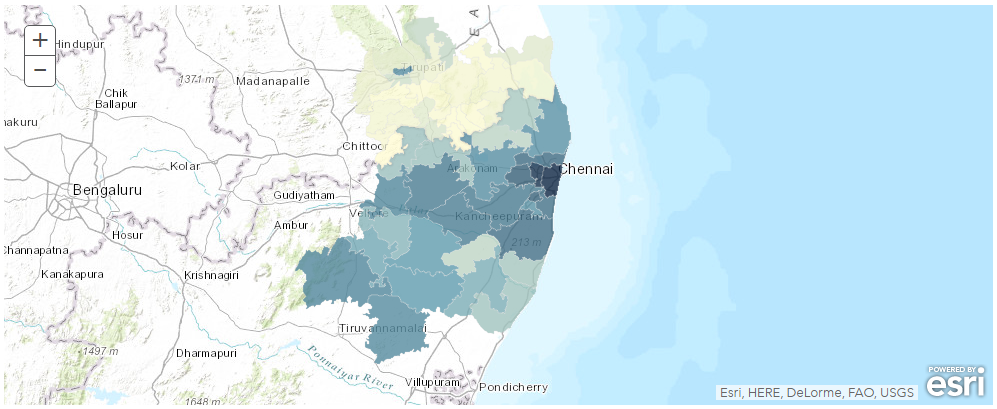 +
−
Hindupur
E A
Tirupati
1371 m
Madanapalle
Chik
Ballapur
nakuru
Chittoor
Kolar
Arakonam
Chennai
Bengaluru
Gudiyatham
Vellore
Kancheepuram
Ambur
Hosur
213 m
Channapatna
Kanakapura
Krishnagiri
Tiruvannamalai
1497 m
Dharmapuri
Ponnaiyar River
Villupuram
Pondicherry
1648 m
POWERED BY
esri
Esri, HERE, DeLorme, FAO, USGS